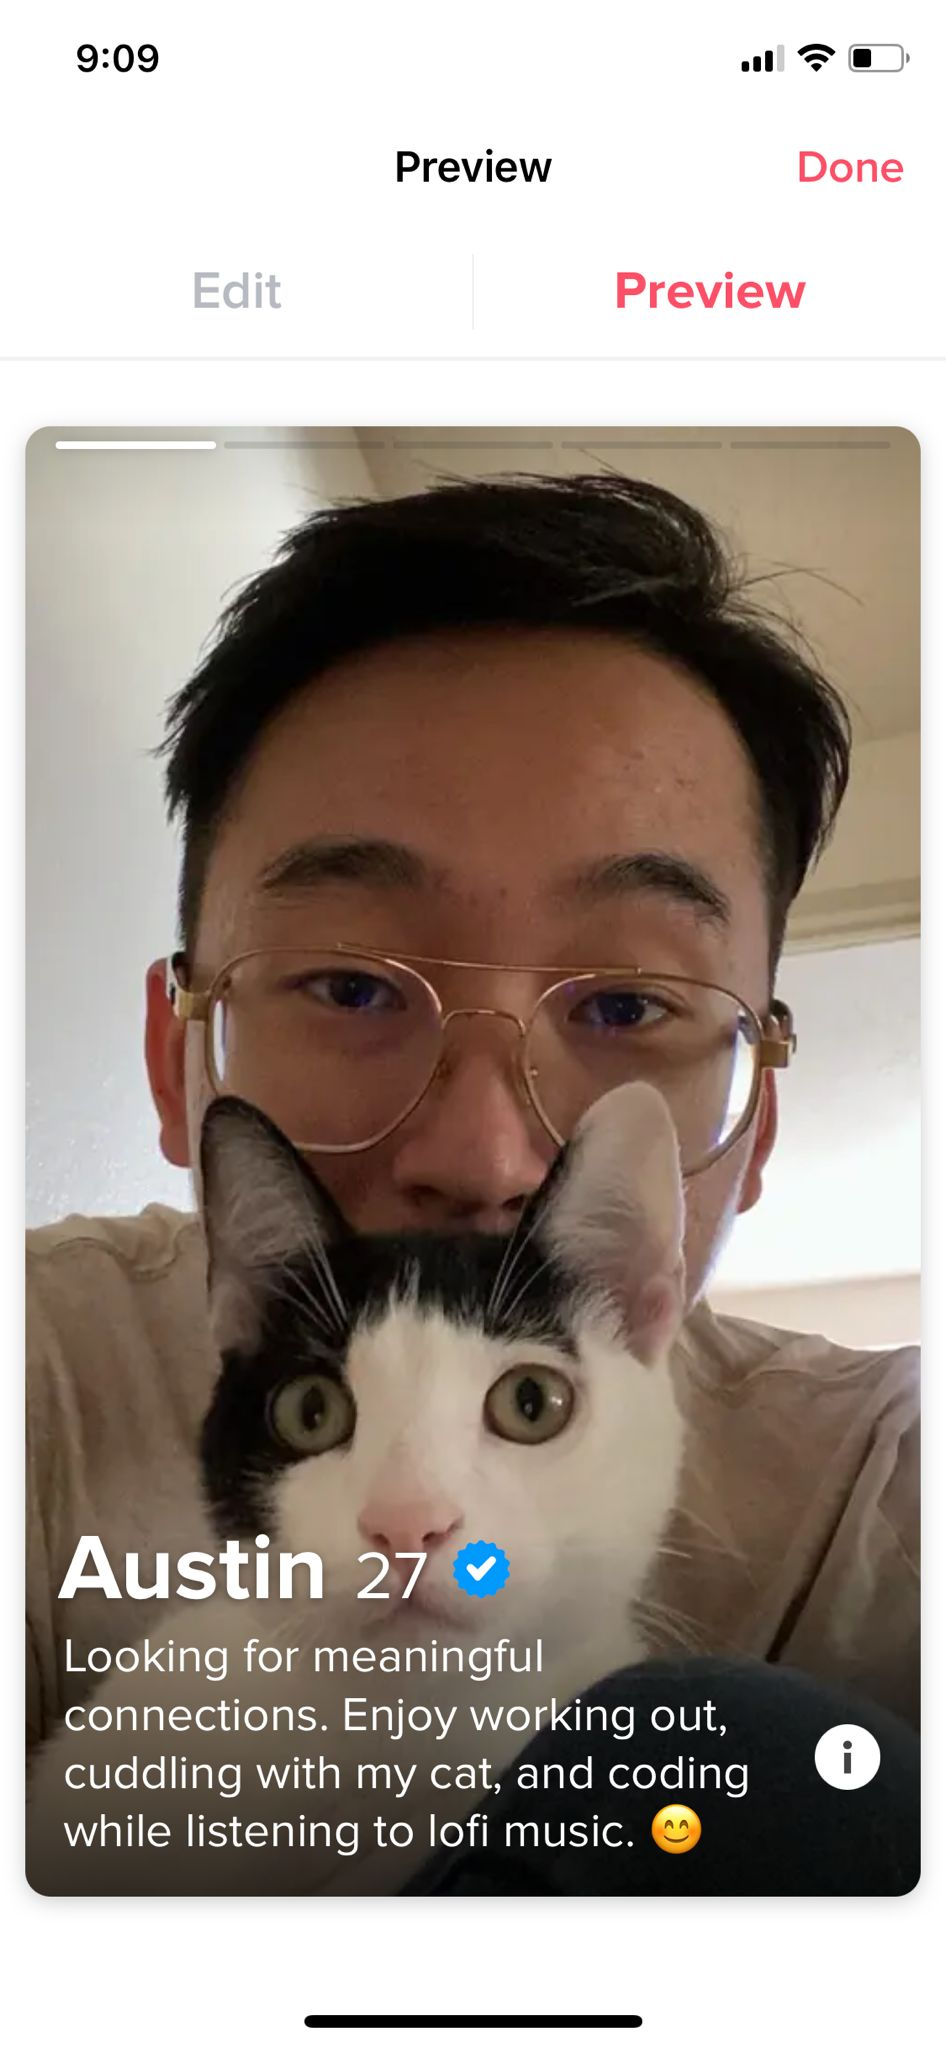 9:09
Preview
Done
Edit
Preview
Austin 27
Looking for meaningful
connections. Enjoy working out,
cuddling with my cat, and coding
while listening to lofi music. 😊
i